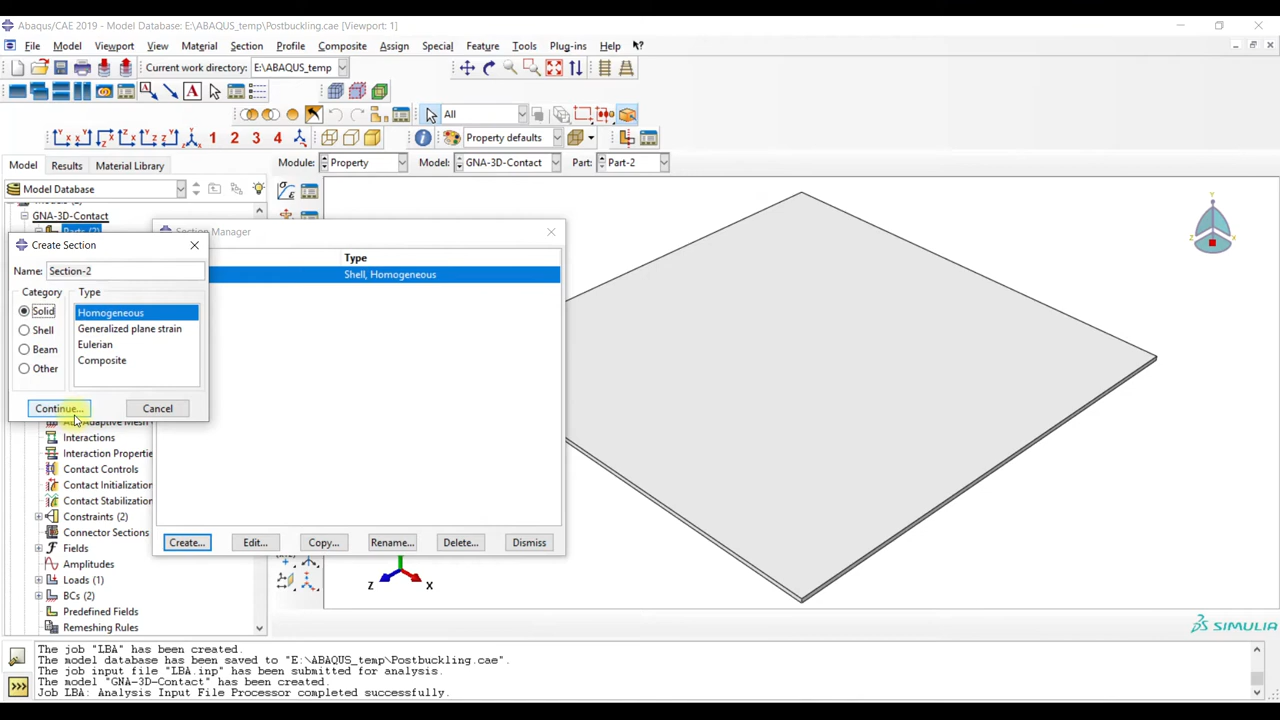 Abaqus/CAE 2019 - Model Database: E:\ABAQUS_temp\Postbuckling.cae [Viewport: 1]
File Model Viewport View Material Section Profile Composite Assign Special Feature Tools Plug-ins Help
Current work directory: E:\ABAQUS_temp
A
All
1 2 3 4
Property defaults
Model Results Material Library
Module: Property Model: GNA-3D-Contact Part: Part-2
Model Database
GNA-3D-Contact
Parts (2)
Section Manager
Create Section
Name: Section-2
Category Type
Solid
Shell
Beam
Other
Homogeneous
Generalized plane strain
Eulerian
Composite
Continue... Cancel
Type
Shell, Homogeneous
Create... Edit... Copy... Rename... Delete... Dismiss
Interactions
Interaction Propertie
Contact Controls
Contact Initialization
Contact Stabilization
Constraints (2)
Connector Sections
Fields
Amplitudes
Loads (1)
BCs (2)
Predefined Fields
Remeshing Rules
Y
Z
Z X
SIMULIA
The job "LBA" has been created.
The model database has been saved to "E:\ABAQUS_temp\Postbuckling.cae".
The job input file "LBA.inp" has been submitted for analysis.
The model "GNA-3D-Contact" has been created.
Job LBA: Analysis Input File Processor completed successfully.